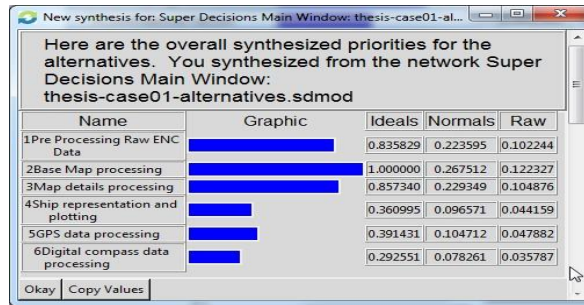 New synthesis for: Super Decisions Main Window: thesis-case01-al...
Here are the overall synthesized priorities for the
alternatives. You synthesized from the network Super
Decisions Main Window:
thesis-case01-alternatives.sdmod
Name Graphic Ideals Normals Raw
1Pre Processing Raw ENC
Data 0.835829 0.223595 0.102244
2Base Map processing 1.000000 0.267512 0.122327
3Map details processing 0.857340 0.229349 0.104876
4Ship representation and
plotting 0.360995 0.096571 0.044159
5GPS data processing 0.391431 0.104712 0.047882
6Digital compass data
processing 0.292551 0.078261 0.035787
Okay Copy Values